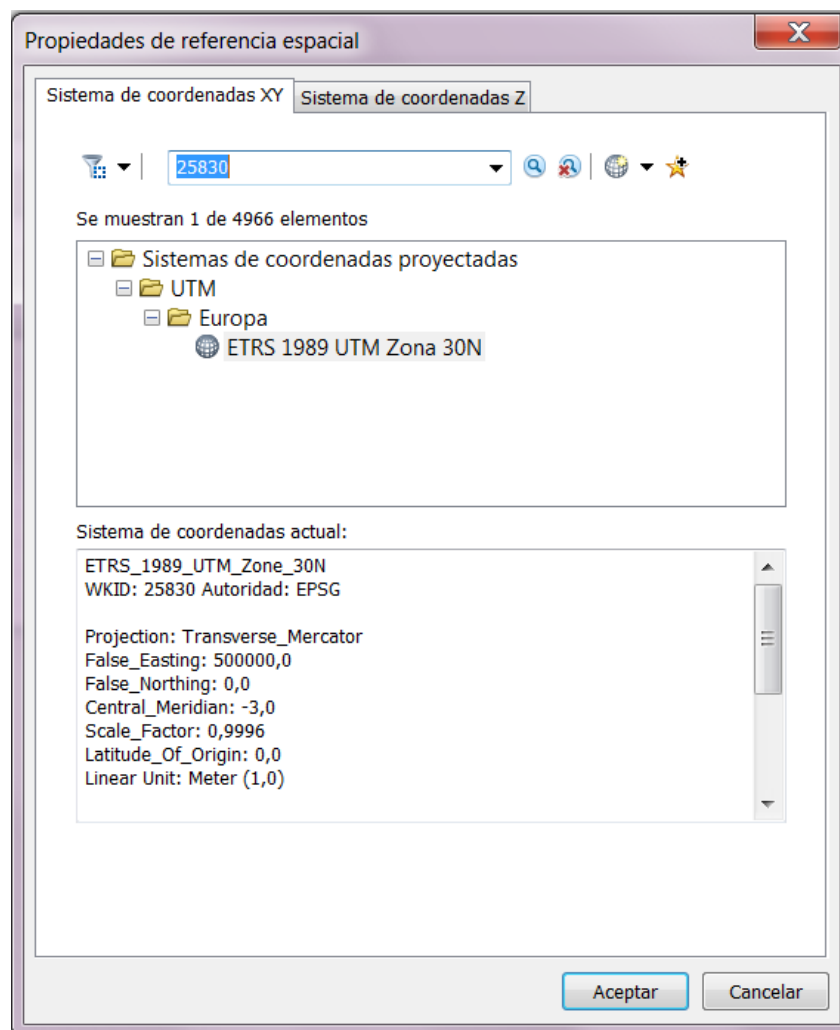 Propiedades de referencia espacial
Sistema de coordenadas XY Sistema de coordenadas Z
25830
Se muestran 1 de 4966 elementos
Sistemas de coordenadas proyectadas
UTM
Europa
ETRS 1989 UTM Zona 30N
Sistema de coordenadas actual:
ETRS_1989_UTM_Zone_30N
WKID: 25830 Autoridad: EPSG
Projection: Transverse_Mercator
False_Easting: 500000,0
False_Northing: 0,0
Central_Meridian: -3,0
Scale_Factor: 0,9996
Latitude_Of_Origin: 0,0
Linear Unit: Meter (1,0)
Aceptar Cancelar